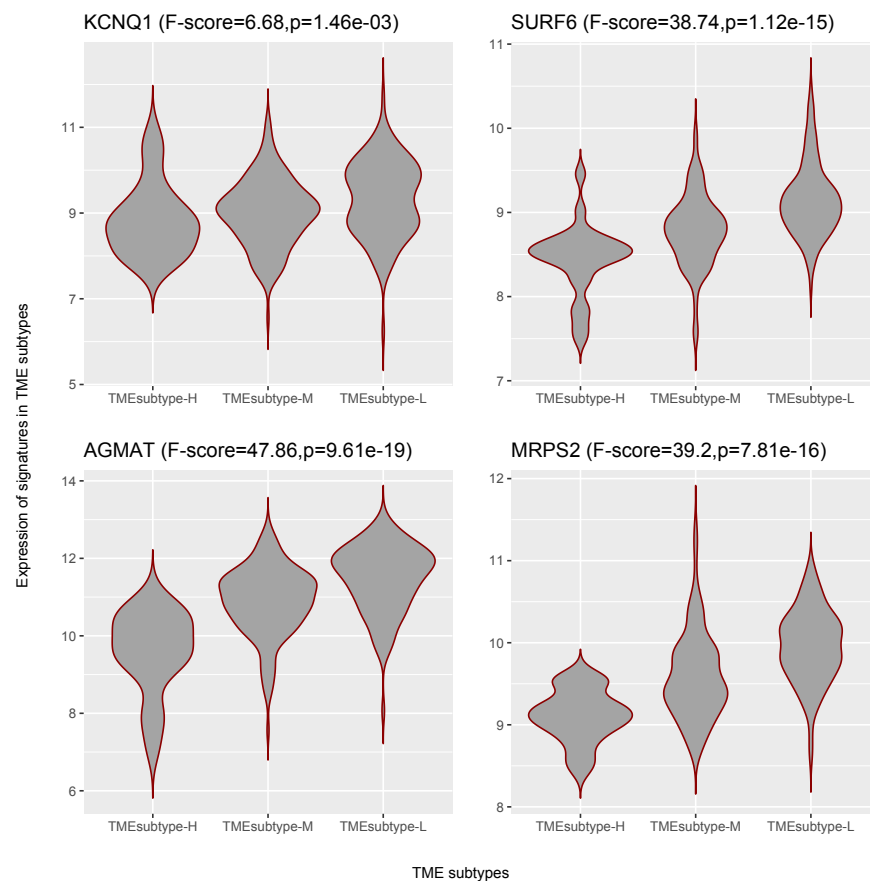 KCNQ1 (F-score=6.68,p=1.46e-03)
11
9
7
5
TMEsubtype-H TMEsubtype-M TMEsubtype-L
SURF6 (F-score=38.74,p=1.12e-15)
11
10
9
8
7
TMEsubtype-H TMEsubtype-M TMEsubtype-L
Expression of signatures in TME subtypes
AGMAT (F-score=47.86,p=9.61e-19)
14
12
10
8
6
TMEsubtype-H TMEsubtype-M TMEsubtype-L
MRPS2 (F-score=39.2,p=7.81e-16)
12
11
10
9
8
TMEsubtype-H TMEsubtype-M TMEsubtype-L
TME subtypes